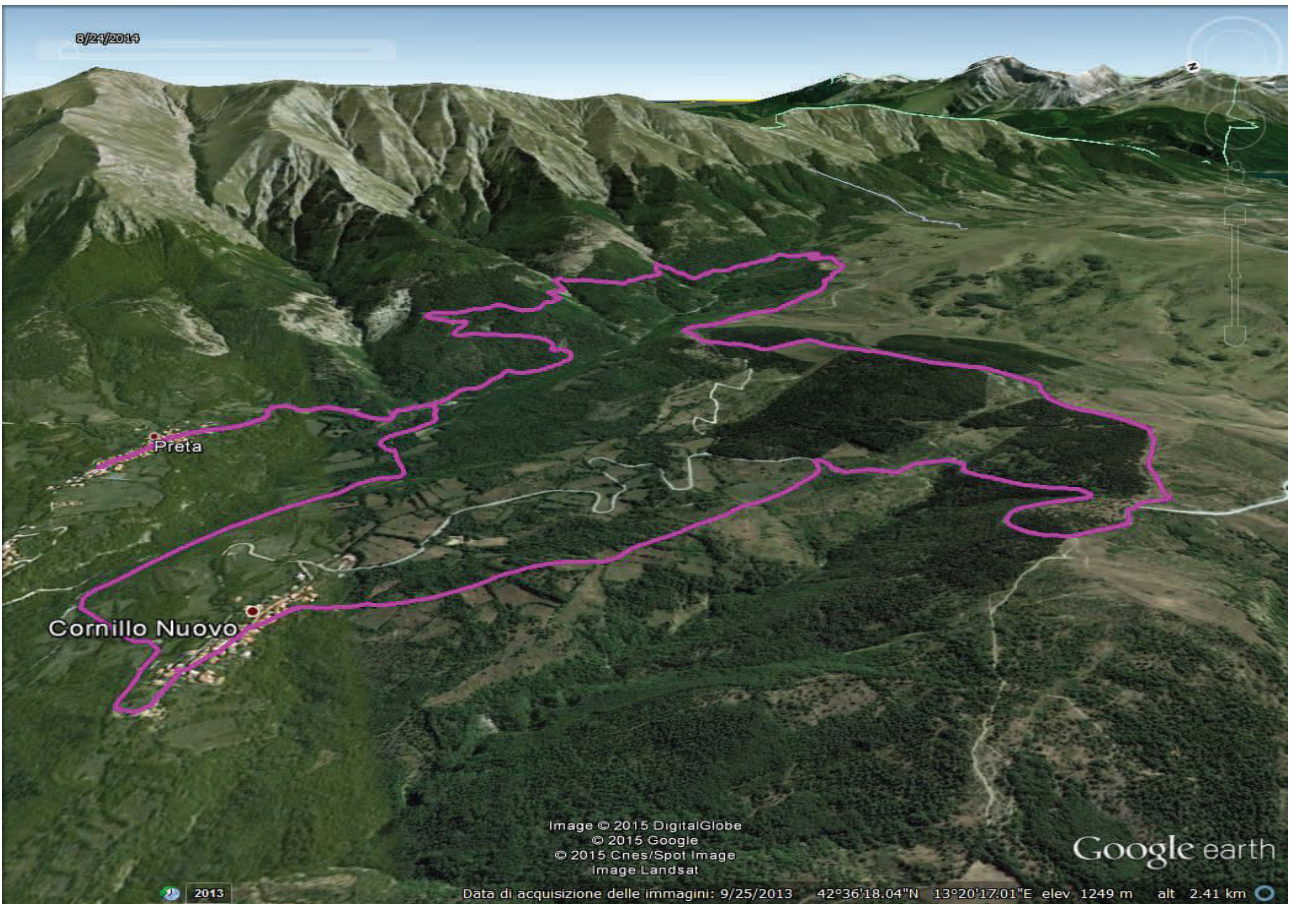 8/24/2014
N
Preta
Cornillo Nuovo
Image © 2015 DigitalGlobe
© 2015 Google
© 2015 Cnes/Spot Image
Image Landsat
Google earth
2013
Data di acquisizione delle immagini: 9/25/2013 42°36'18.04"N 13°20'17.01"E elev 1249 m alt 2.41 km